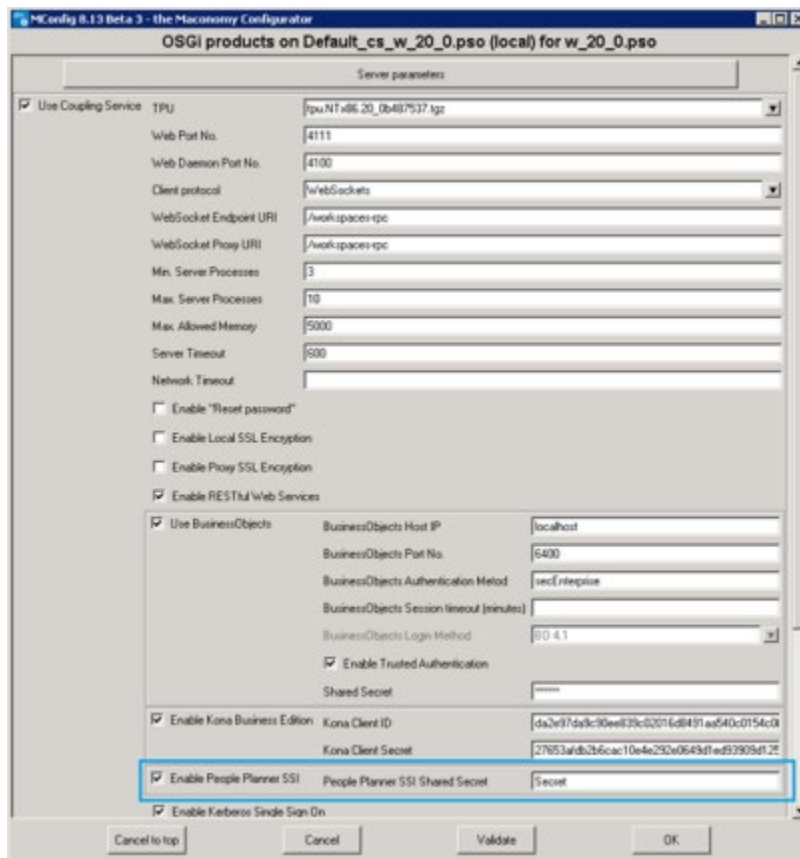 MConfig 8.13 Beta 3 - the Maconomy Configurator
OSGi products on Default_cs_w_20_0.pso (local) for w_20_0.pso
Server parameters
Use Coupling Service TPU tpu.NTx86.20_0b487537.tgz
Web Port No. 4111
Web Daemon Port No. 4100
Client protocol WebSockets
WebSocket Endpoint URI /workspaces-rpc
WebSocket Proxy URI /workspaces-rpc
Min. Server Processes 3
Max. Server Processes 10
Max. Allowed Memory 5000
Server Timeout 600
Network Timeout
Enable "Reset password"
Enable Local SSL Encryption
Enable Proxy SSL Encryption
Enable RESTful Web Services
Use BusinessObjects BusinessObjects Host IP localhost
BusinessObjects Port No. 6400
BusinessObjects Authentication Metod secEnterprise
BusinessObjects Session timeout (minutes)
BusinessObjects Login Method BO 4.1
Enable Trusted Authentication
Shared Secret ******
Enable Kona Business Edition Kona Client ID
Kona Client Secret
Enable People Planner SSI People Planner SSI Shared Secret Secret
Enable Kerberos Single Sign On
Cancel to top Cancel Validate OK